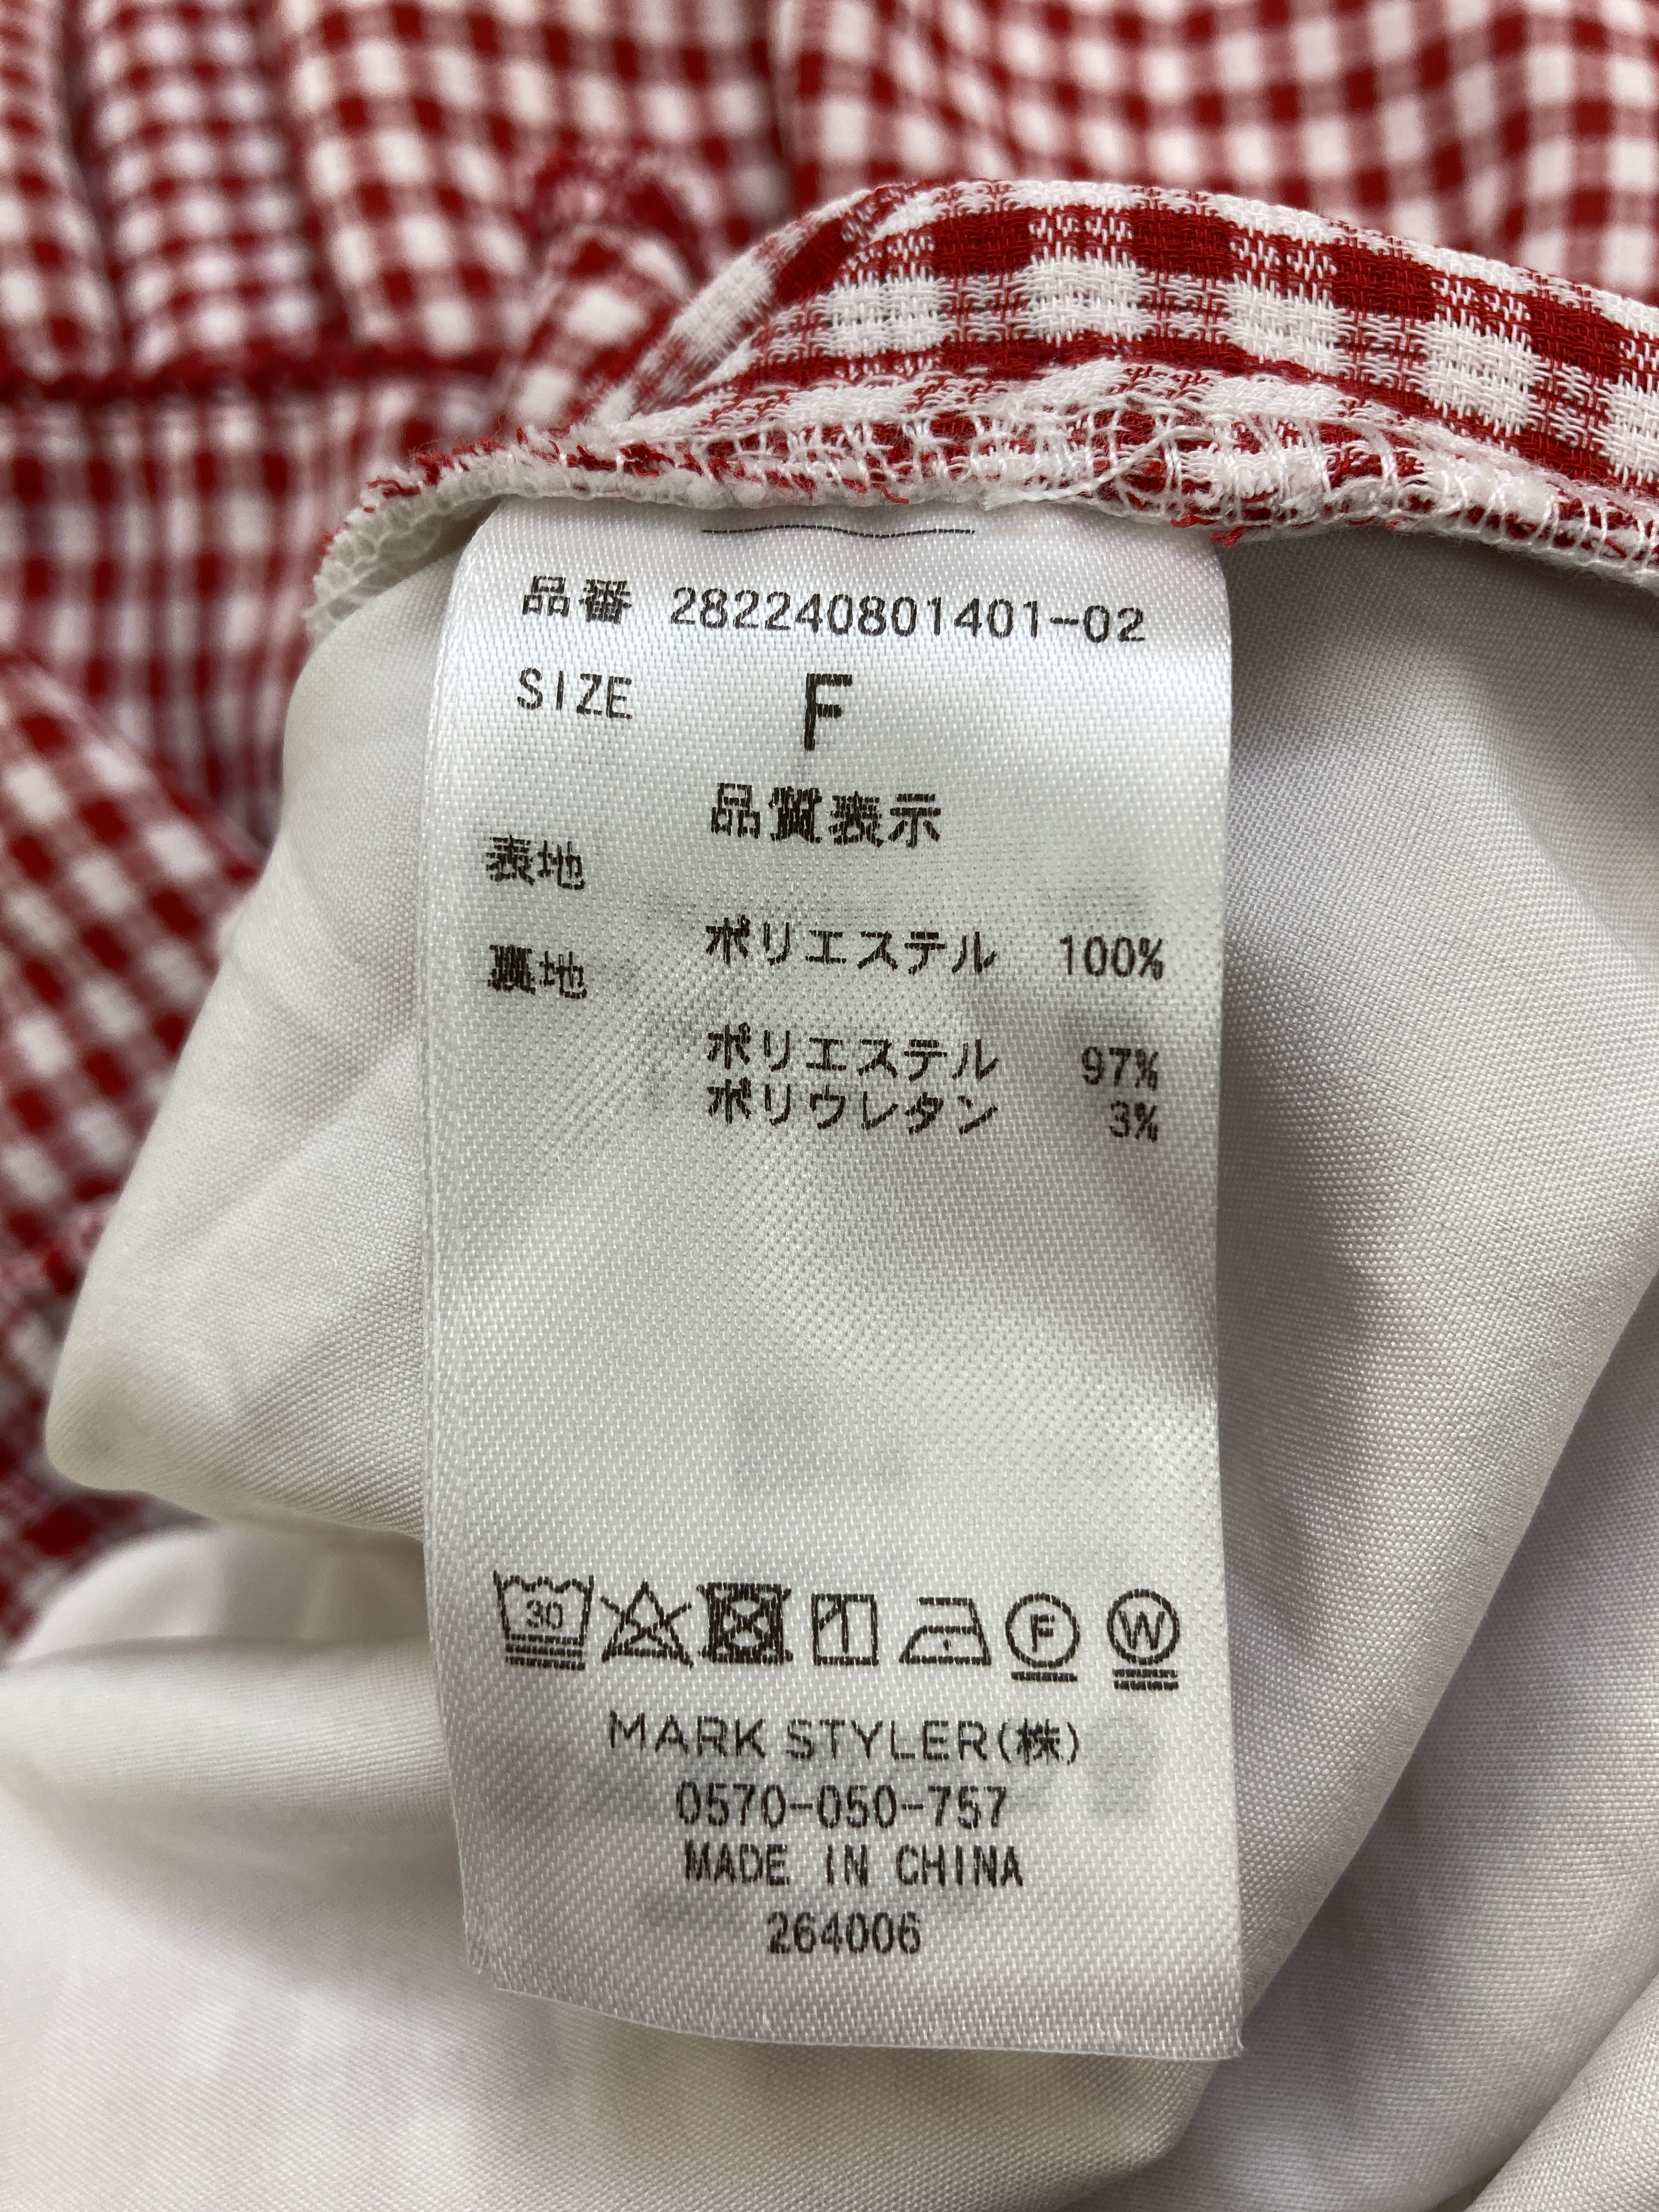 品番 282240801401-02
SIZE F
品質表示
表地
ポリエステル 100%
裏地
ポリエステル 97%
ポリウレタン 3%
30 F W
MARK STYLER(株)
0570-050-757
MADE IN CHINA
264006